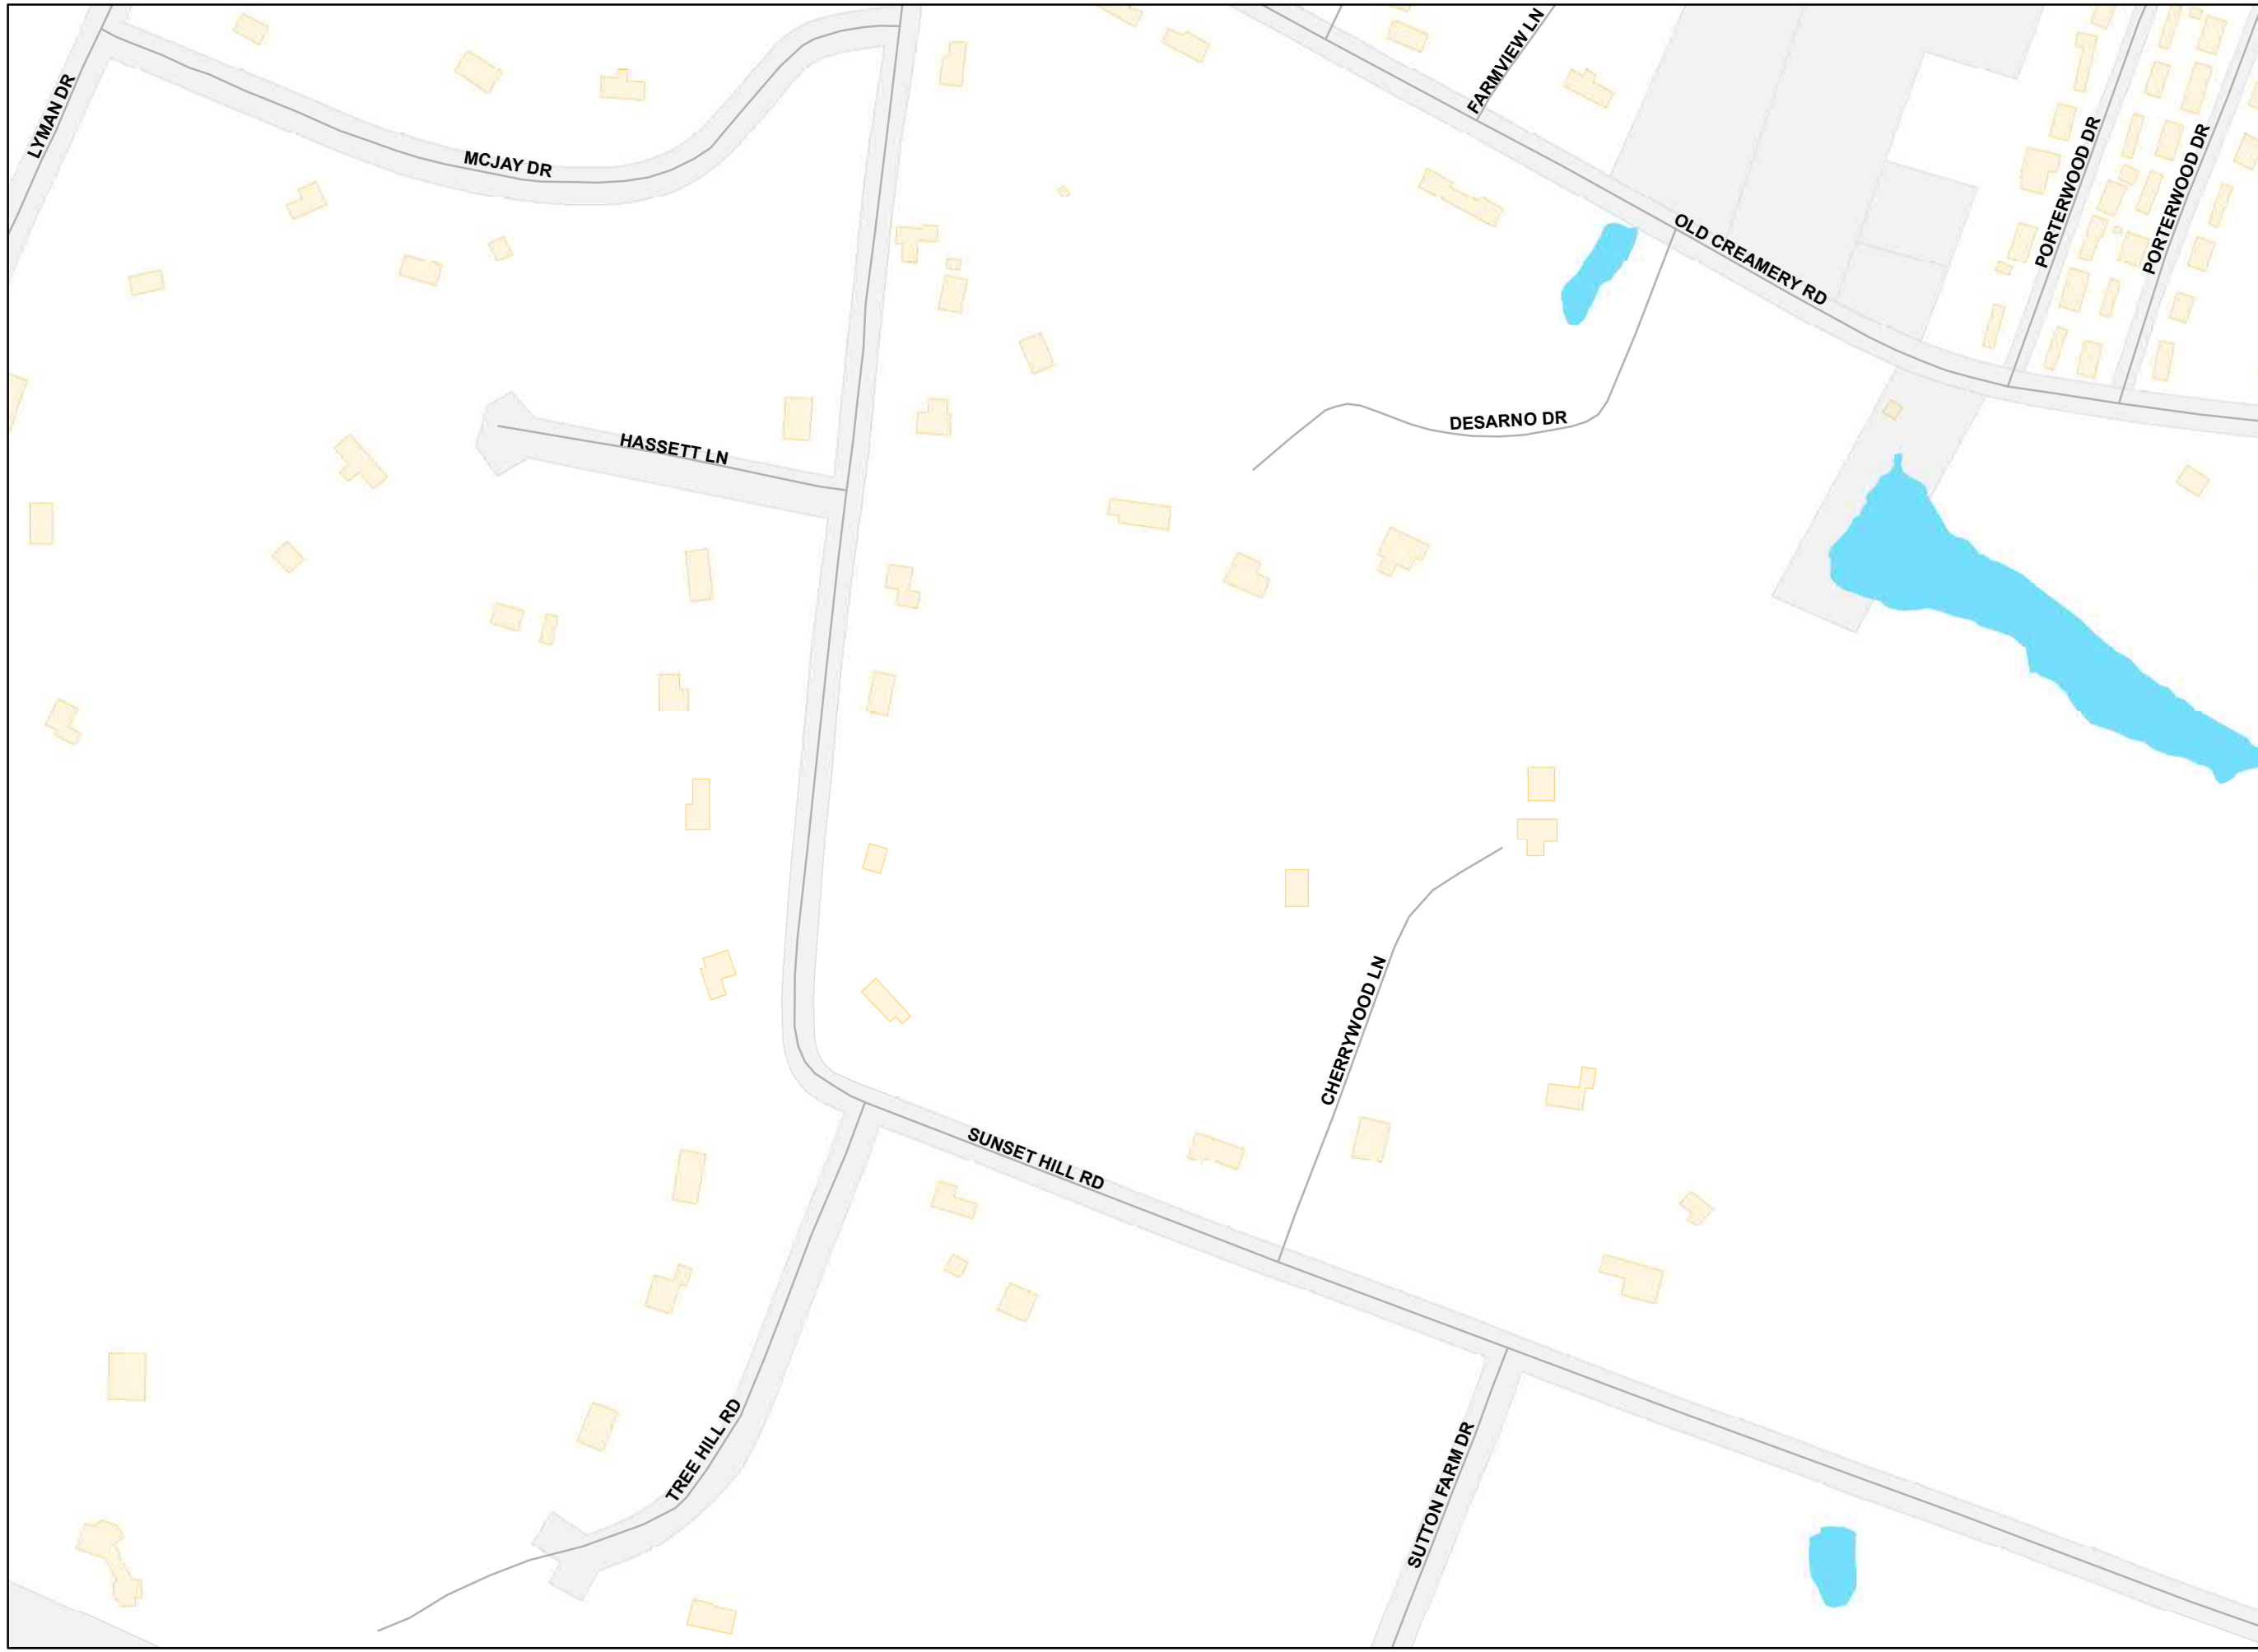 FARMVIEW LN
LYMAN DR
MCJAY DR
PORTERWOOD DR
PORTERWOOD DR
OLD CREAMERY RD
DESARNO DR
HASSETT LN
CHERRYWOOD LN
SUNSET HILL RD
TREE HILL RD
SUTTON FARM DR